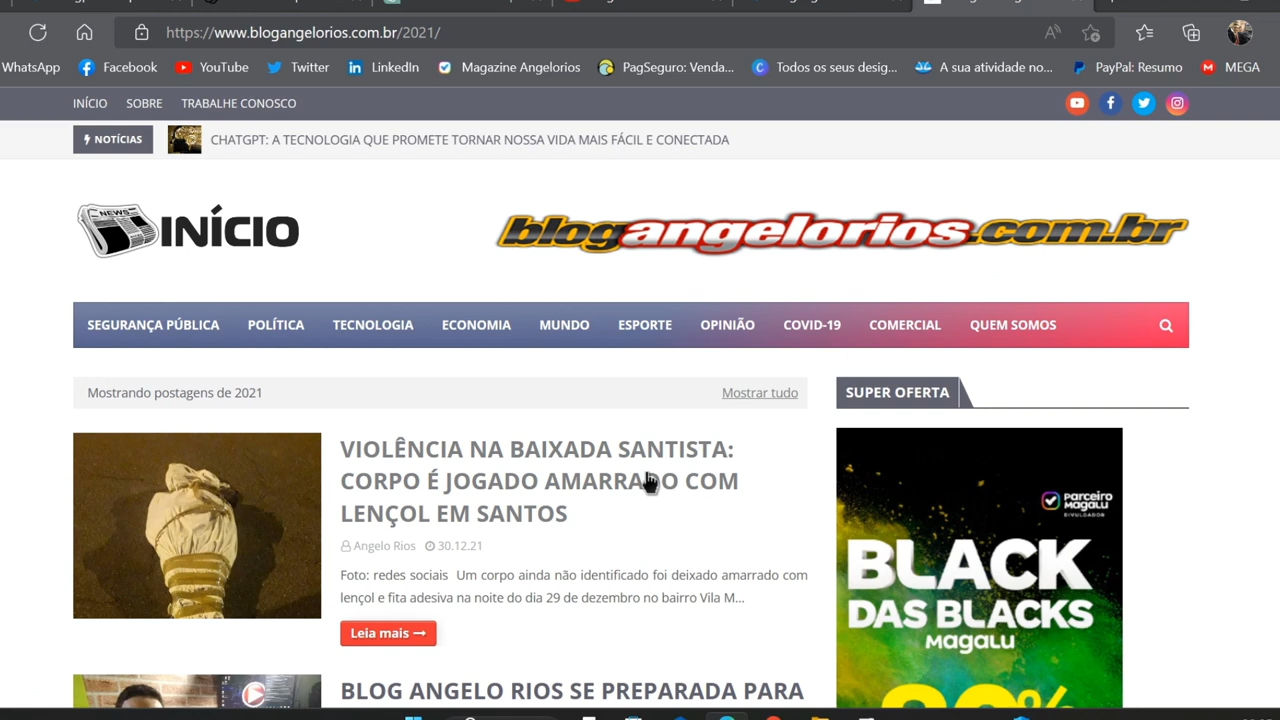 https://www.blogangelorios.com.br/2021/
WhatsApp Facebook YouTube Twitter LinkedIn Magazine Angelorios PagSeguro: Venda... Todos os seus desig... A sua atividade no... PayPal: Resumo MEGA
INÍCIO SOBRE TRABALHE CONOSCO
NOTÍCIAS CHATGPT: A TECNOLOGIA QUE PROMETE TORNAR NOSSA VIDA MAIS FÁCIL E CONECTADA
NEWS INÍCIO blogangelorios.com.br
SEGURANÇA PÚBLICA POLÍTICA TECNOLOGIA ECONOMIA MUNDO ESPORTE OPINIÃO COVID-19 COMERCIAL QUEM SOMOS
Mostrando postagens de 2021 Mostrar tudo
VIOLÊNCIA NA BAIXADA SANTISTA:
CORPO É JOGADO AMARRADO COM
LENÇOL EM SANTOS
Angelo Rios 30.12.21
Foto: redes sociais Um corpo ainda não identificado foi deixado amarrado com
lençol e fita adesiva na noite do dia 29 de dezembro no bairro Vila M...
Leia mais
BLOG ANGELO RIOS SE PREPARADA PARA
SUPER OFERTA
PARCEIRO
MAGALU
DIVULGADOR
BLACK
DAS BLACKS
Magalu